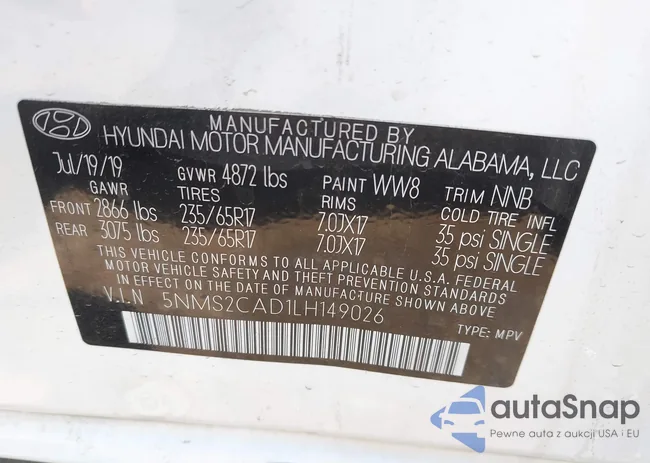 MANUFACTURED BY
HYUNDAI MOTOR MANUFACTURING ALABAMA, LLC
Jul/19/19 GVWR 4872 lbs PAINT WW8 TRIM NNB
GAWR TIRES RIMS COLD TIRE INFL
FRONT 2866 lbs 235/65R17 7.0JX17 35 psi SINGLE
REAR 3075 lbs 235/65R17 7.0JX17 35 psi SINGLE
THIS VEHICLE CONFORMS TO ALL APPLICABLE U.S.A. FEDERAL
MOTOR VEHICLE SAFETY AND THEFT PREVENTION STANDARDS
IN EFFECT ON THE DATE OF MANUFACTURE SHOWN ABOVE.
V.I.N 5NMS2CAD1LH149026
TYPE: MPV
autaSnap
Pewne auta z aukcji USA i EU